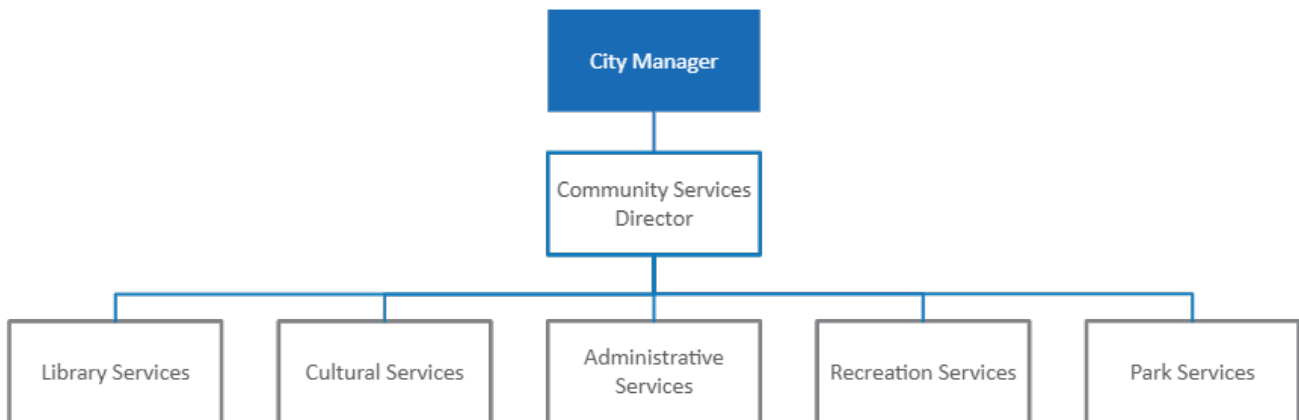 City Manager
Community Services
Director
Library Services
Cultural Services
Administrative
Services
Recreation Services
Park Services